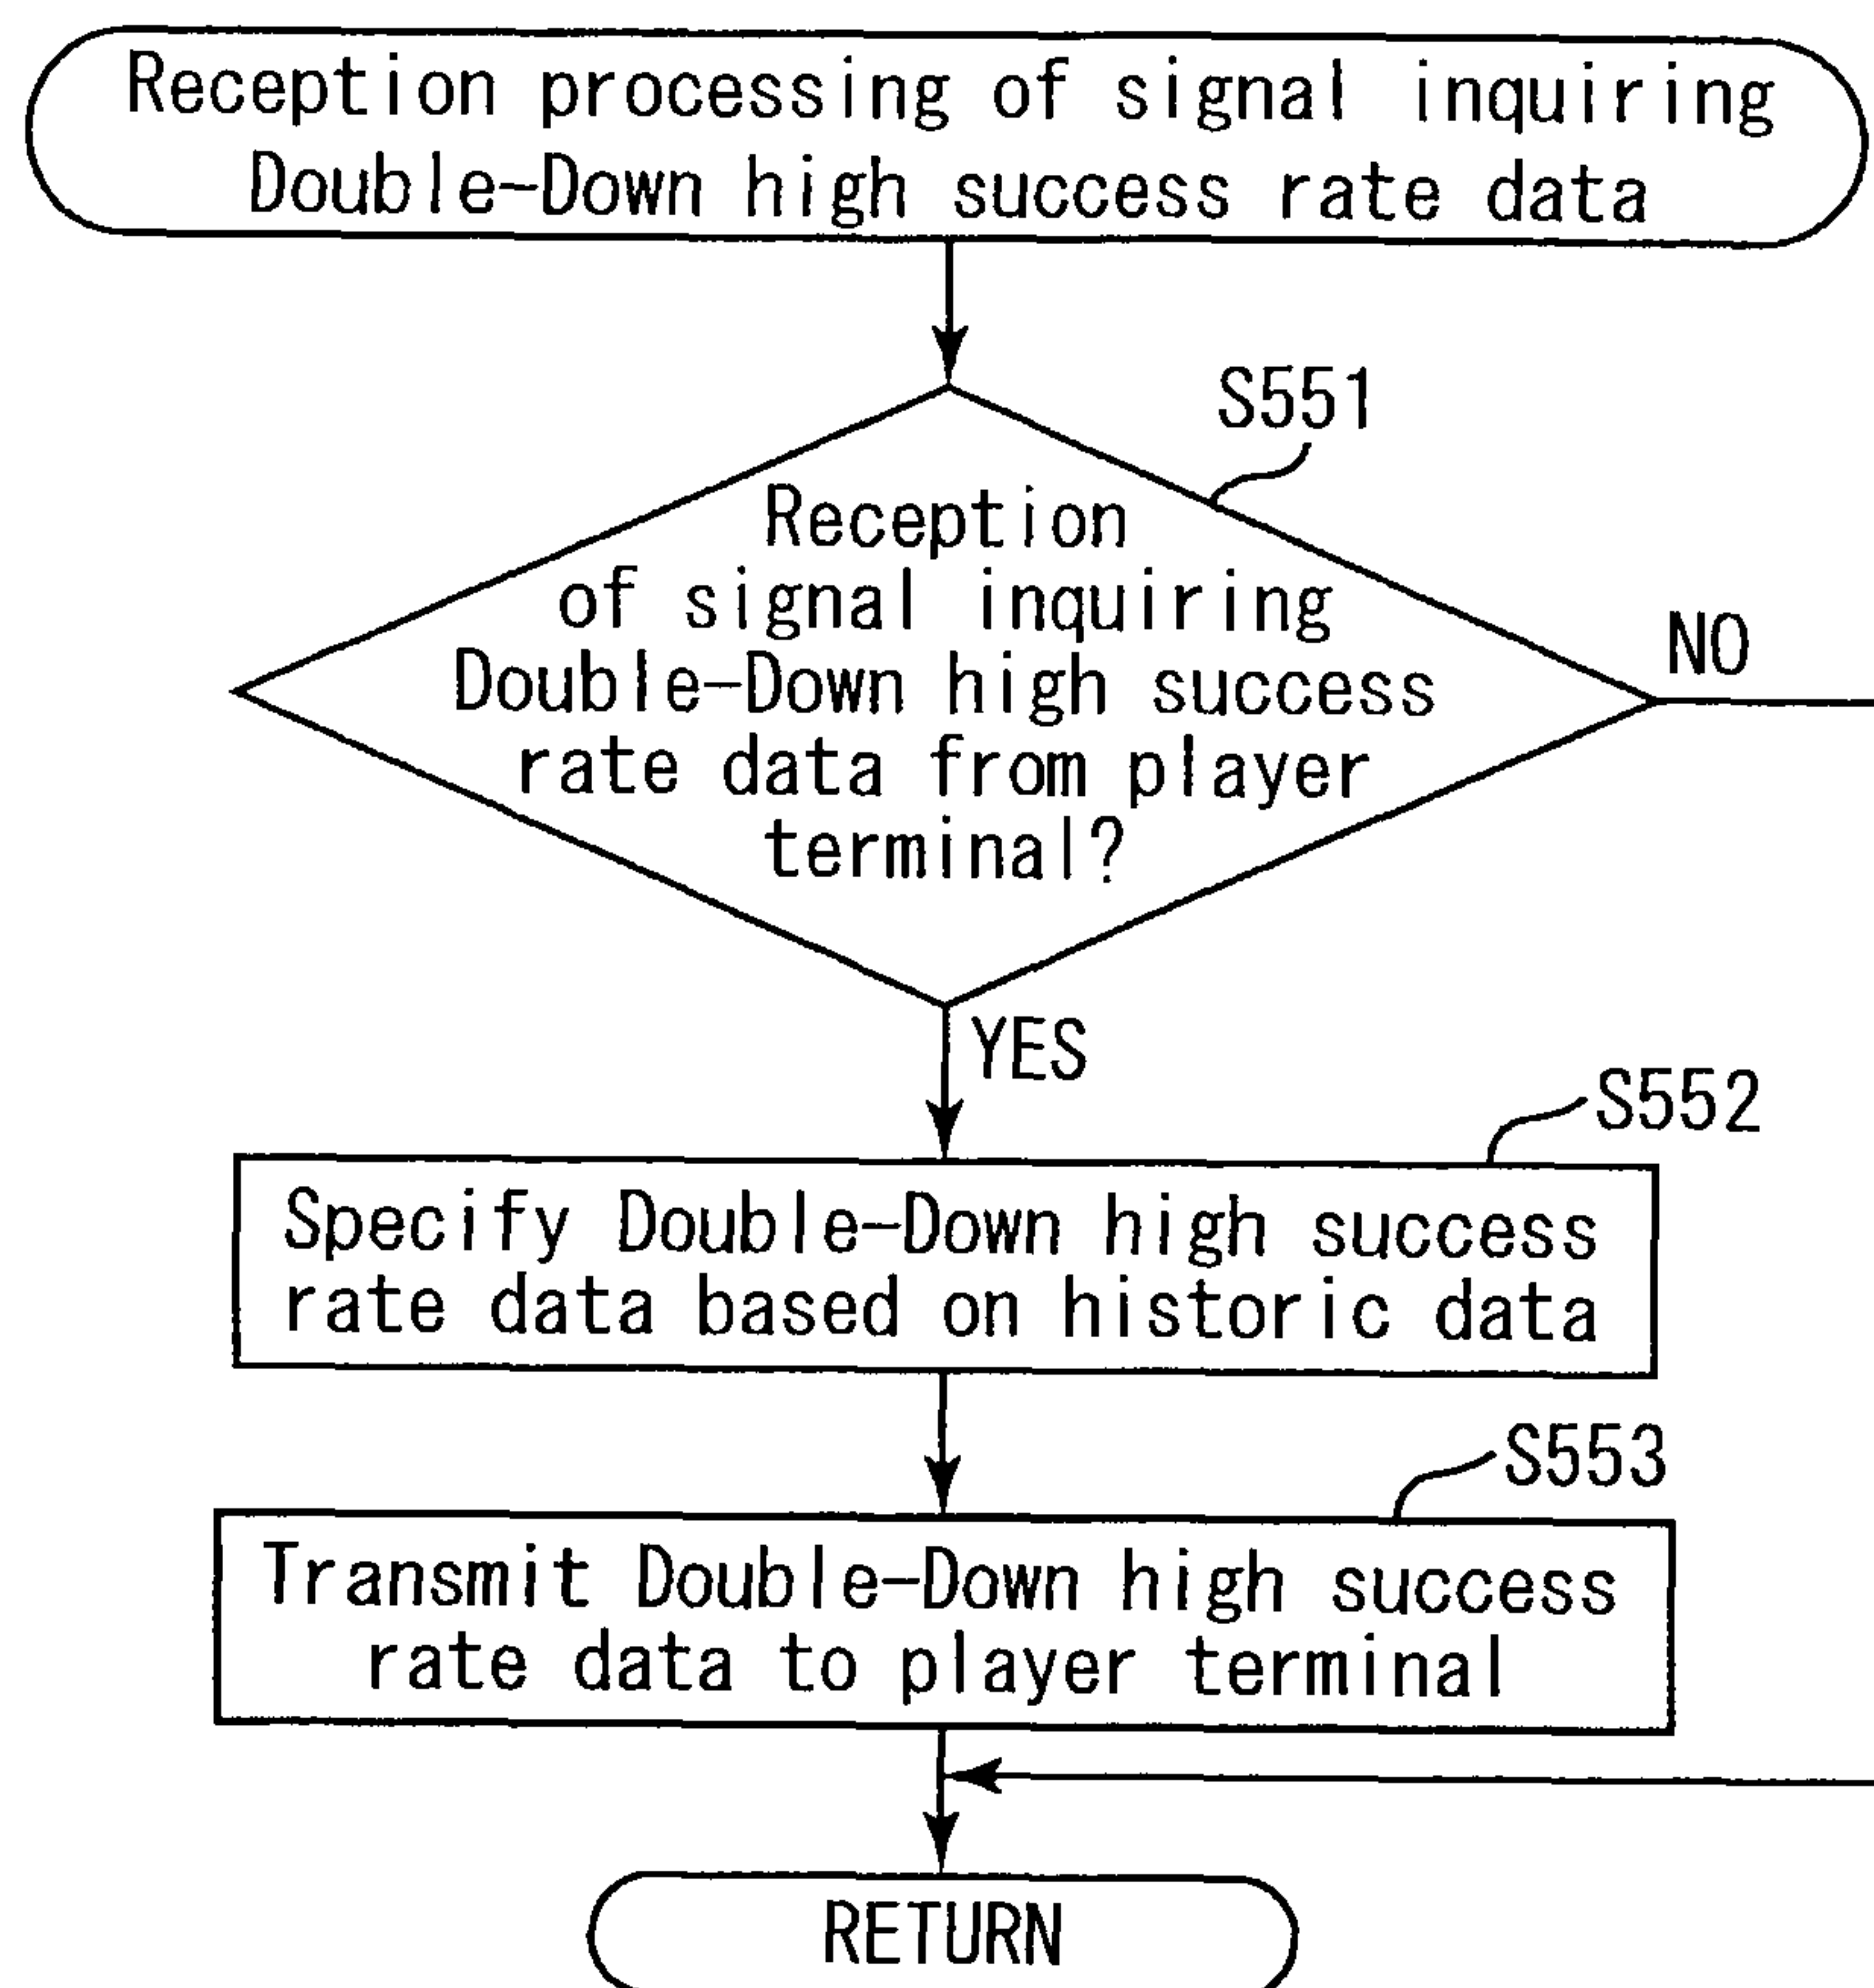 Reception processing of signal inquiring
Double-Down high success rate data
S551
Reception
of signal inquiring
Double-Down high success
rate data from player
terminal?
NO
YES
S552
Specify Double-Down high success
rate data based on historic data
S553
Transmit Double-Down high success
rate data to player terminal
RETURN